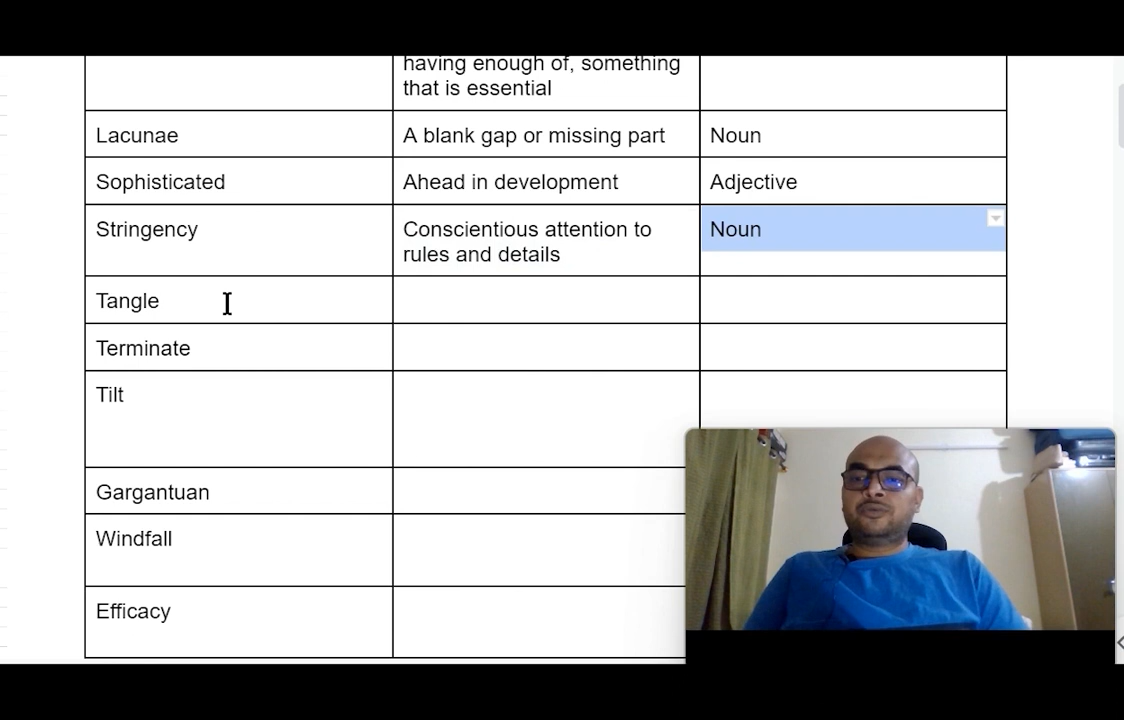 having enough of, something
that is essential
Lacunae
A blank gap or missing part
Noun
Sophisticated
Ahead in development
Adjective
Stringency
Conscientious attention to
rules and details
Noun
Tangle
Terminate
Tilt
Gargantuan
Windfall
Efficacy